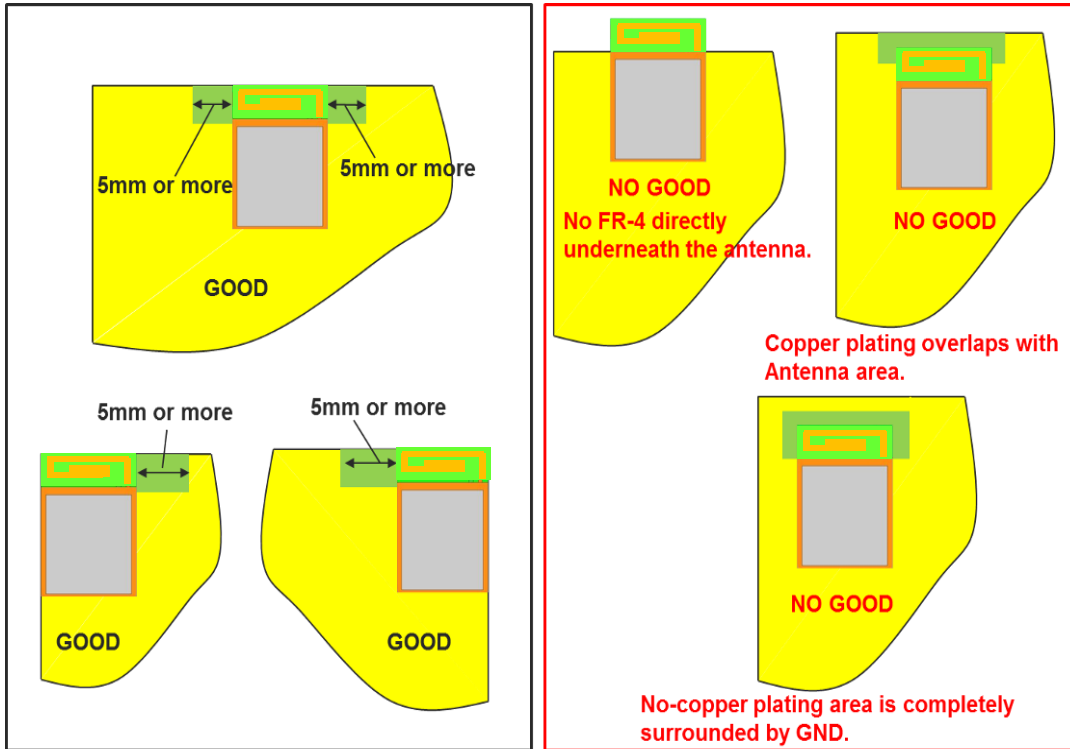 5mm or more
5mm or more
GOOD
5mm or more
GOOD
5mm or more
GOOD
NO GOOD
No FR-4 directly
underneath the antenna.
NO GOOD
Copper plating overlaps with
Antenna area.
NO GOOD
No-copper plating area is completely
surrounded by GND.